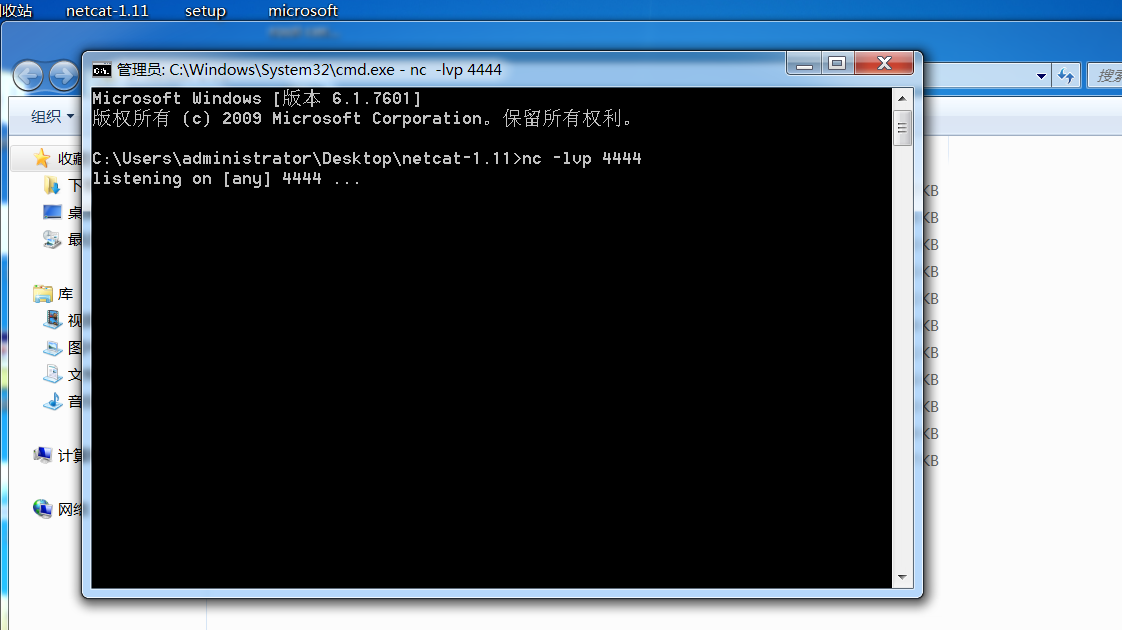 收站 netcat-1.11 setup microsoft
管理员: C:\Windows\System32\cmd.exe - nc -lvp 4444
搜索
组织
Microsoft Windows [版本 6.1.7601]
版权所有 (c) 2009 Microsoft Corporation。保留所有权利。
C:\Users\administrator\Desktop\netcat-1.11>nc -lvp 4444
listening on [any] 4444 ...
收藏
下
桌
最
库
视
图
文
音
计算
网络
KB
KB
KB
KB
KB
KB
KB
KB
KB
KB
KB